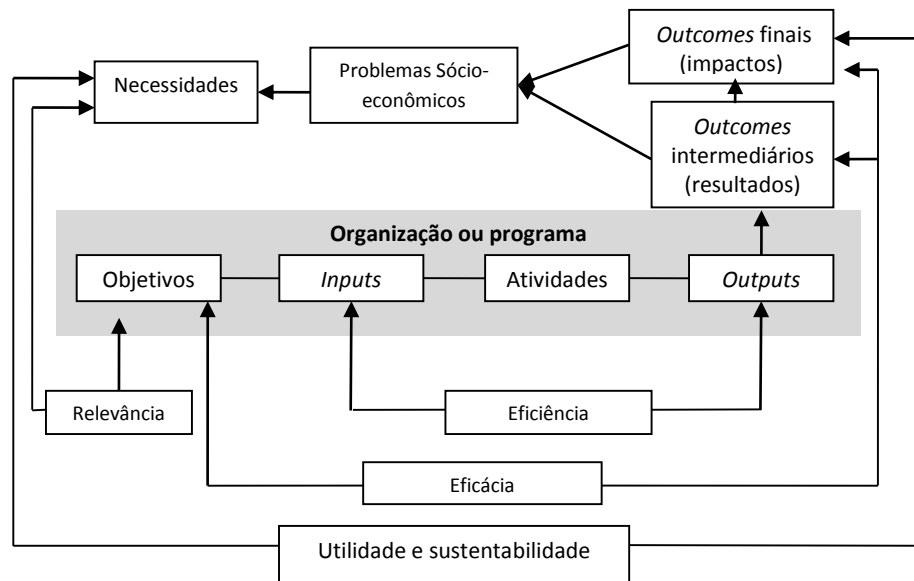 Necessidades
Problemas Sócio-
econômicos
Outcomes finais
(impactos)
Outcomes
intermediários
(resultados)
Organização ou programa
Objetivos
Inputs
Atividades
Outputs
Relevância
Eficiência
Eficácia
Utilidade e sustentabilidade